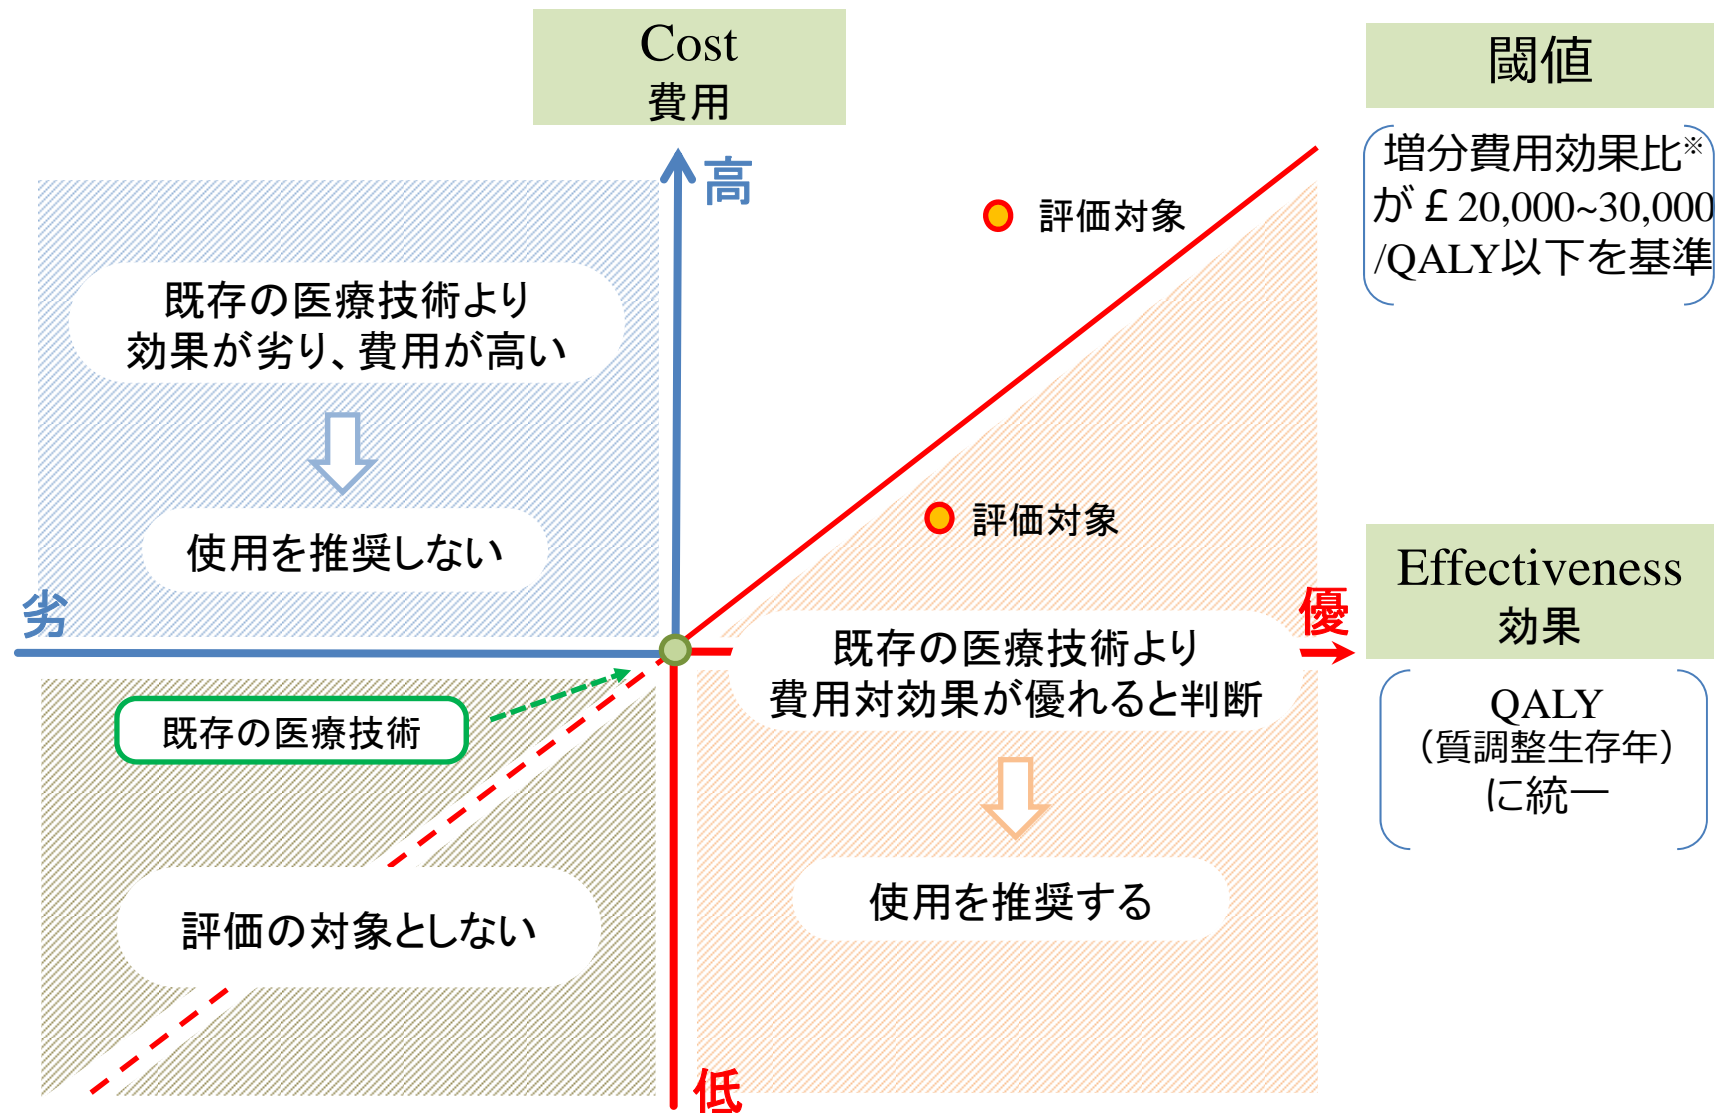 Cost
費用
閾値
増分費用効果比※
が£20,000~30,000
/QALY以下を基準
高
評価対象
既存の医療技術より
効果が劣り、費用が高い
使用を推奨しない
評価対象
Effectiveness
効果
劣
優
既存の医療技術より
費用対効果が優れると判断
既存の医療技術
QALY
（質調整生存年）
に統一
使用を推奨する
評価の対象としない
低